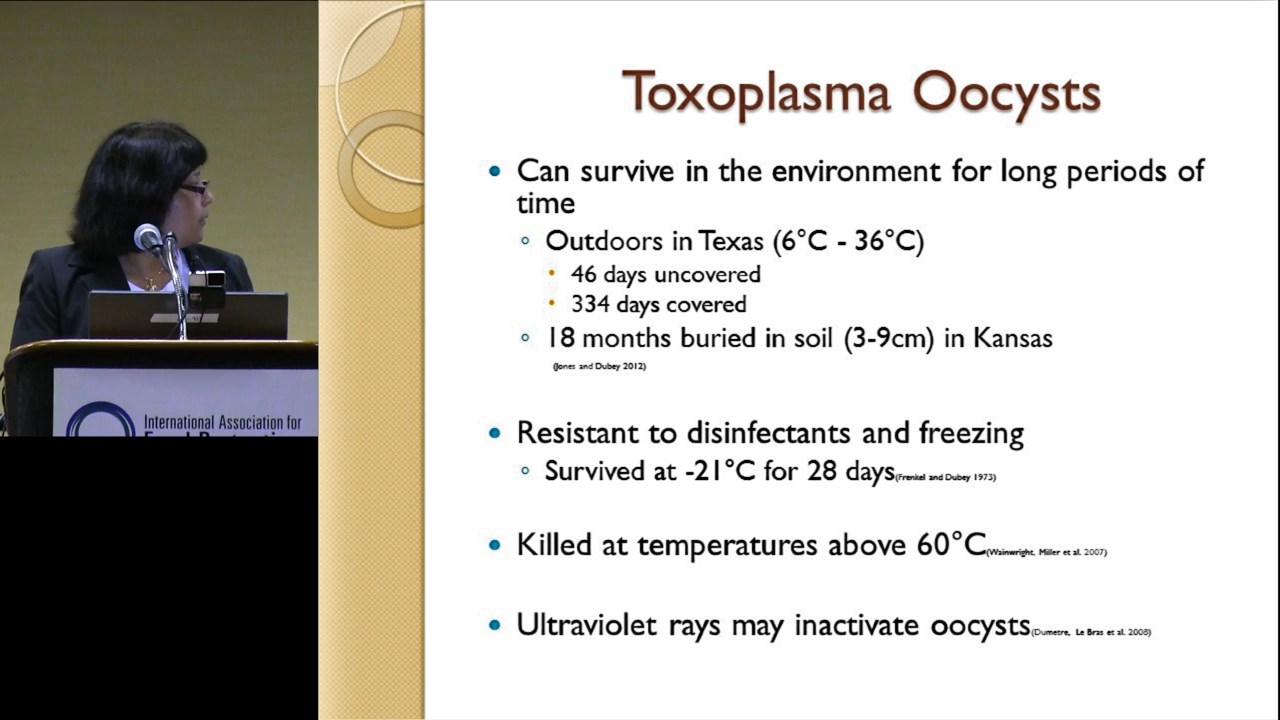 Toxoplasma Oocysts
Can survive in the environment for long periods of
time
Outdoors in Texas (6°C - 36°C)
46 days uncovered
334 days covered
18 months buried in soil (3-9cm) in Kansas
(Jones and Dubey 2012)
Resistant to disinfectants and freezing
Survived at -21°C for 28 days(Frenkel and Dubey 1973)
Killed at temperatures above 60°C(Wainwright, Miller et al. 2007)
Ultraviolet rays may inactivate oocysts(Dumetre, Le Bras et al. 2008)
International Association for